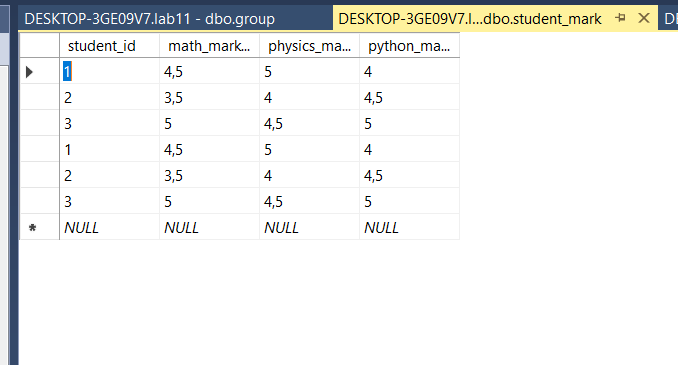 DESKTOP-3GE09V7.lab11 - dbo.group DESKTOP-3GE09V7.l...dbo.student_mark
student_id math_mark... physics_ma... python_ma...
1 4,5 5 4
2 3,5 4 4,5
3 5 4,5 5
1 4,5 5 4
2 3,5 4 4,5
3 5 4,5 5
* NULL NULL NULL NULL